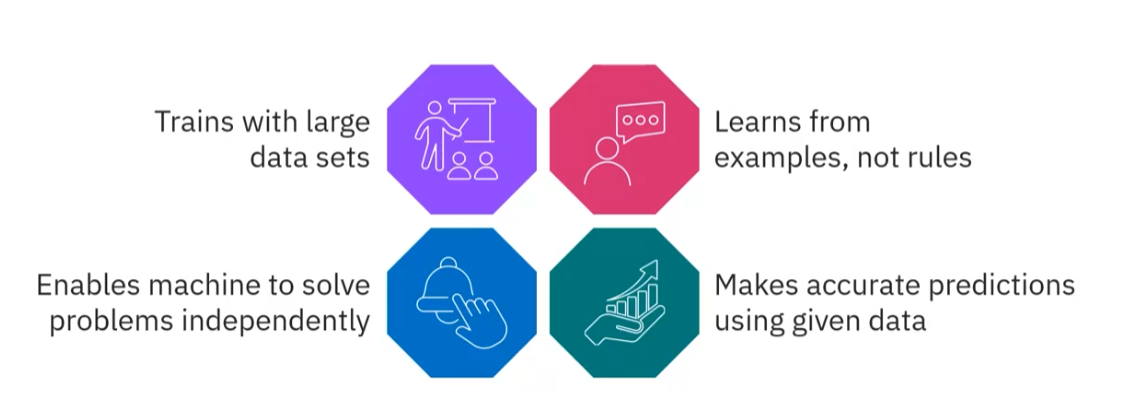 Trains with large
data sets
Learns from
examples, not rules
Enables machine to solve
problems independently
Makes accurate predictions
using given data